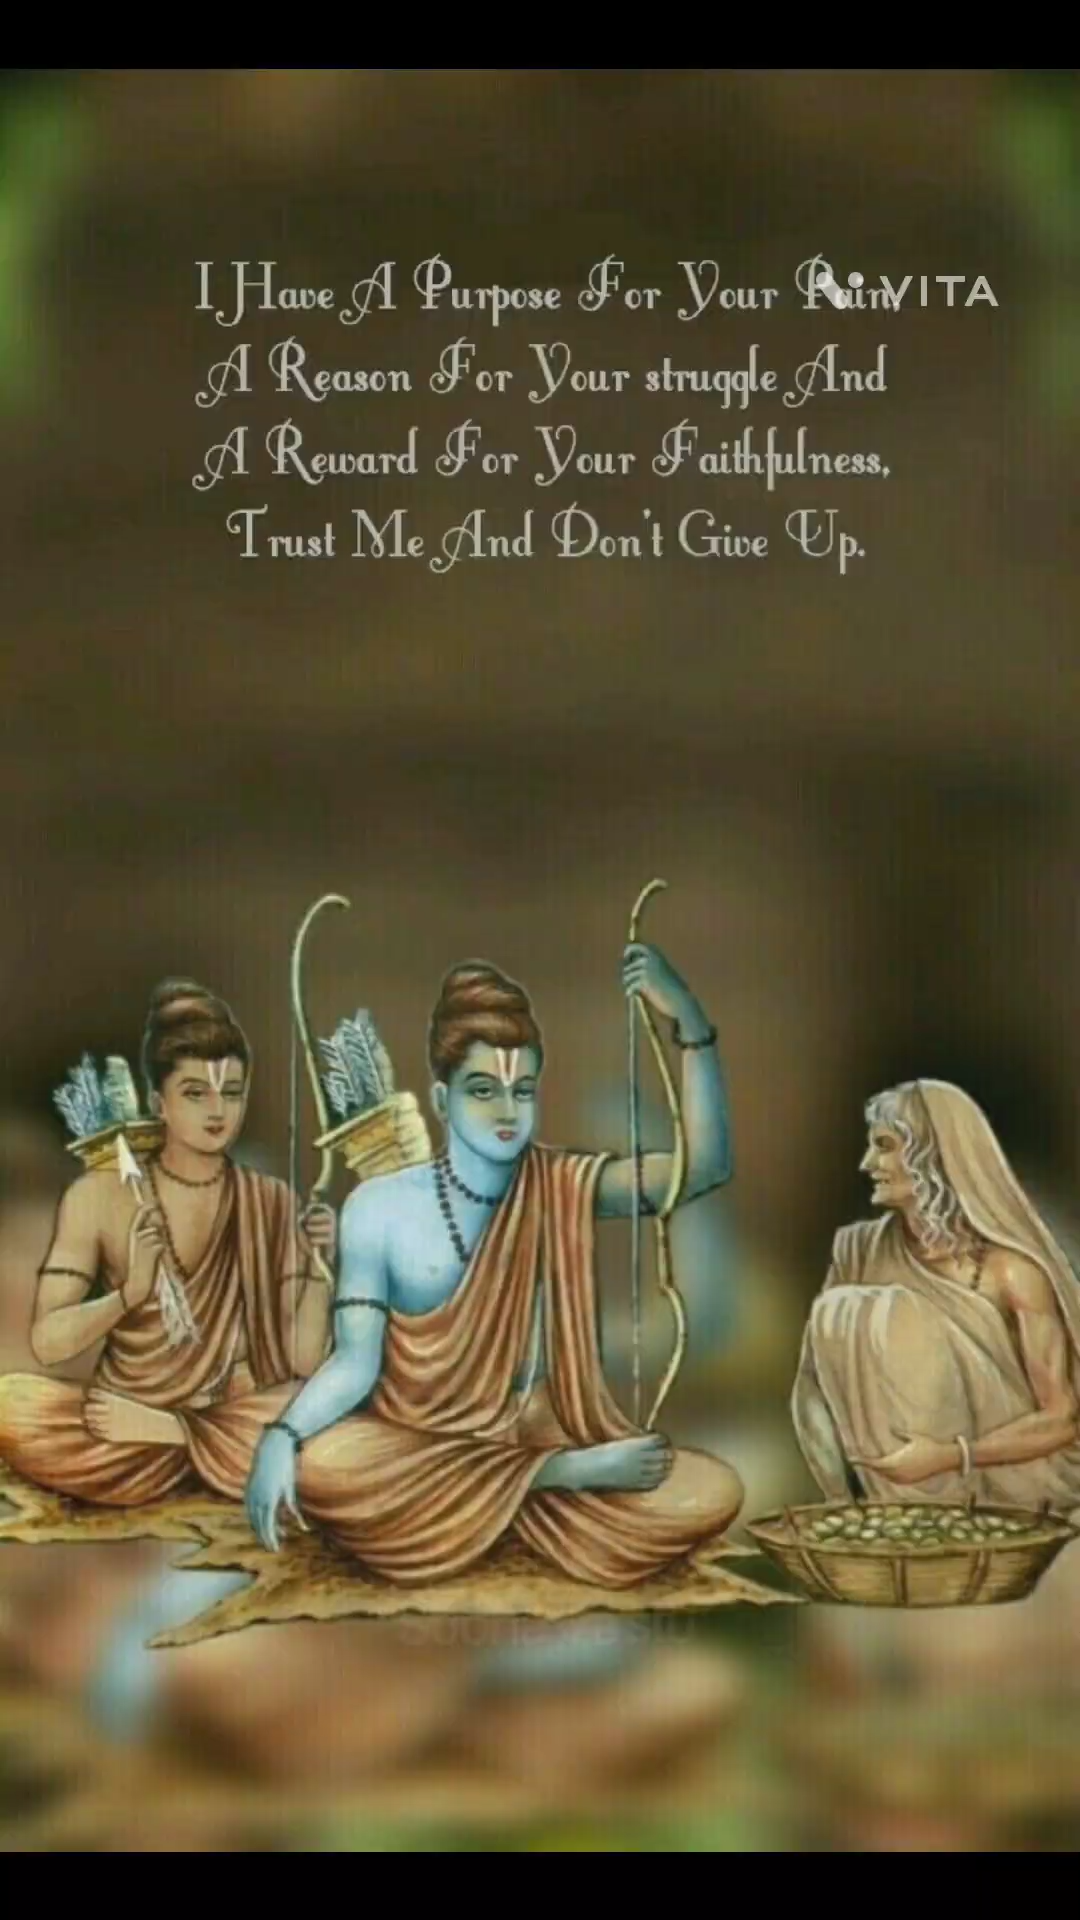 I Have A Purpose For Your Pain,
VITA
A Reason For Your struggle And
A Reward For Your Faithfulness,
Trust Me And Don't Give Up.